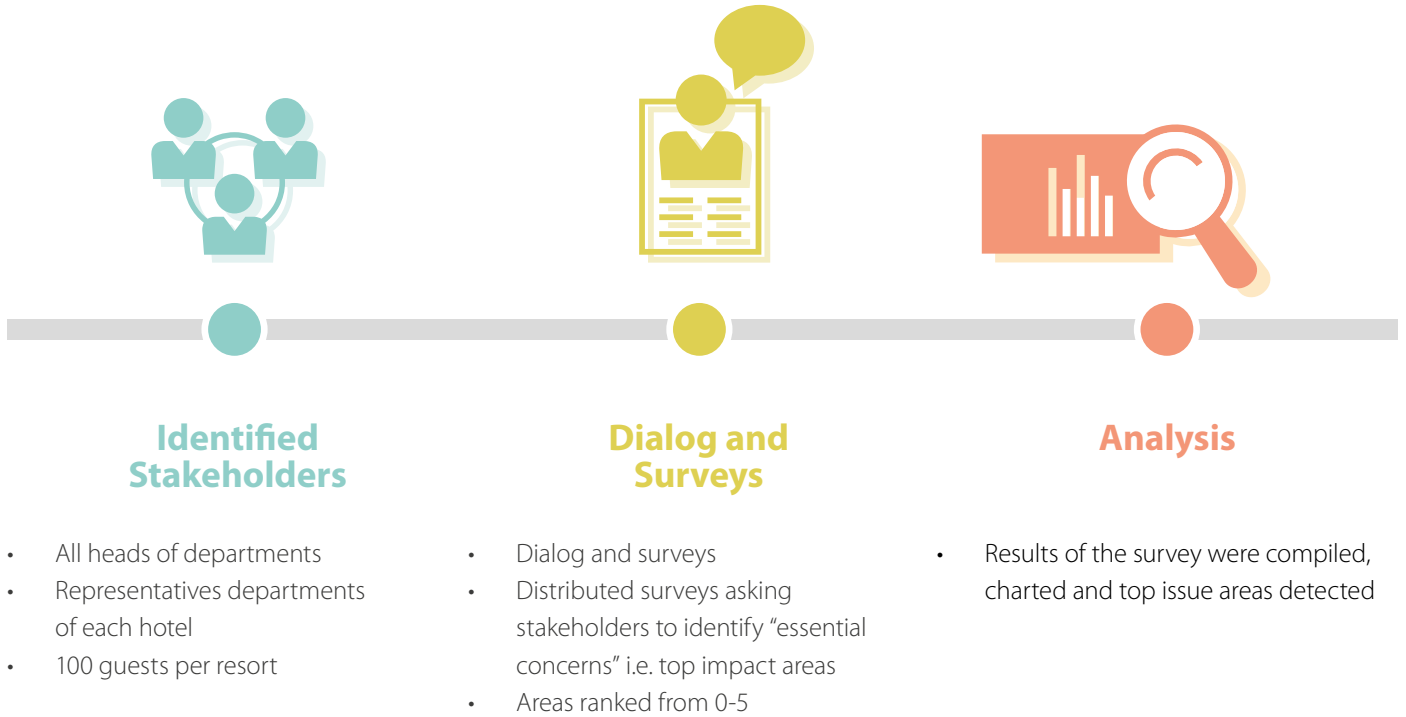 Identified
Stakeholders
• All heads of departments
• Representatives departments
of each hotel
• 100 guests per resort
Dialog and
Surveys
• Dialog and surveys
• Distributed surveys asking
stakeholders to identify “essential
concerns” i.e. top impact areas
• Areas ranked from 0-5
Analysis
• Results of the survey were compiled,
charted and top issue areas detected